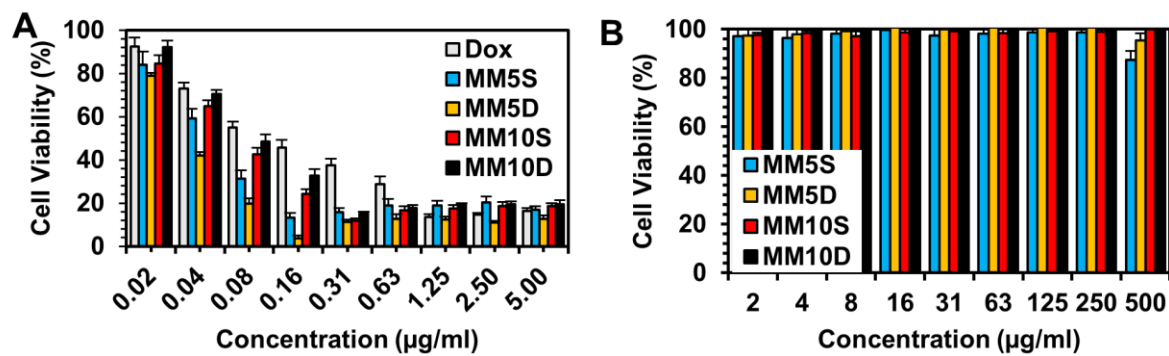 A
Cell Viability (%)
100
80
60
40
20
0
Dox
MM5S
MM5D
MM10S
MM10D
0.02
0.04
0.08
0.16
0.31
0.63
1.25
2.50
5.00
Concentration (µg/ml)
B
Cell Viability (%)
100
80
60
40
20
0
MM5S
MM5D
MM10S
MM10D
2
4
8
16
31
63
125
250
500
Concentration (µg/ml)